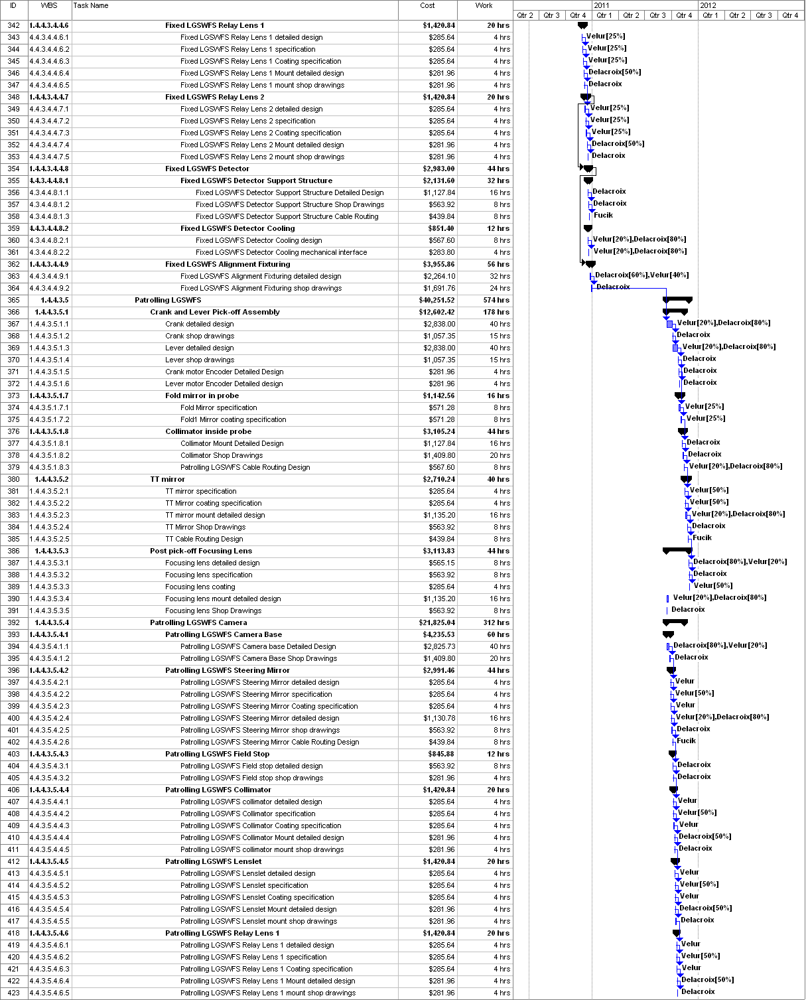 ID WBS Task Name Cost Work 2011 2012
Qtr 2 Qtr 3 Qtr 4 Qtr 1 Qtr 2 Qtr 3 Qtr 4 Qtr 1 Qtr 2 Qtr 3 Qtr 4
342 1.4.4.3.4.4.6 Fixed LGSWFS Relay Lens 1 $1,420.84 20 hrs
343 4.4.3.4.4.6.1 Fixed LGSWFS Relay Lens 1 detailed design $285.64 4 hrs Velur[25%]
344 4.4.3.4.4.6.2 Fixed LGSWFS Relay Lens 1 specification $285.64 4 hrs Velur[25%]
345 4.4.3.4.4.6.3 Fixed LGSWFS Relay Lens 1 Coating specification $285.64 4 hrs Velur[25%]
346 4.4.3.4.4.6.4 Fixed LGSWFS Relay Lens 1 Mount detailed design $281.96 4 hrs Delacroix[50%]
347 4.4.3.4.4.6.5 Fixed LGSWFS Relay Lens 1 mount shop drawings $281.96 4 hrs Delacroix
348 1.4.4.3.4.4.7 Fixed LGSWFS Relay Lens 2 $1,420.84 20 hrs
349 4.4.3.4.4.7.1 Fixed LGSWFS Relay Lens 2 detailed design $285.64 4 hrs Velur[25%]
350 4.4.3.4.4.7.2 Fixed LGSWFS Relay Lens 2 specification $285.64 4 hrs Velur[25%]
351 4.4.3.4.4.7.3 Fixed LGSWFS Relay Lens 2 Coating specification $285.64 4 hrs Velur[25%]
352 4.4.3.4.4.7.4 Fixed LGSWFS Relay Lens 2 Mount detailed design $281.96 4 hrs Delacroix[50%]
353 4.4.3.4.4.7.5 Fixed LGSWFS Relay Lens 2 mount shop drawings $281.96 4 hrs Delacroix
354 1.4.4.3.4.4.8 Fixed LGSWFS Detector $2,983.00 44 hrs
355 4.4.3.4.4.8.1 Fixed LGSWFS Detector Support Structure $2,131.60 32 hrs
356 4.3.4.4.8.1.1 Fixed LGSWFS Detector Support Structure Detailed Design $1,127.84 16 hrs Delacroix
357 4.3.4.4.8.1.2 Fixed LGSWFS Detector Support Structure Shop Drawings $563.92 8 hrs Delacroix
358 4.3.4.4.8.1.3 Fixed LGSWFS Detector Support Structure Cable Routing $439.84 8 hrs Fucik
359 4.4.3.4.4.8.2 Fixed LGSWFS Detector Cooling $851.40 12 hrs
360 4.3.4.4.8.2.1 Fixed LGSWFS Detector Cooling design $567.60 8 hrs Velur[20%],Delacroix[80%]
361 4.3.4.4.8.2.2 Fixed LGSWFS Detector Cooling mechanical interface $283.80 4 hrs Velur[20%],Delacroix[80%]
362 1.4.4.3.4.4.9 Fixed LGSWFS Alignment Fixturing $3,955.86 56 hrs
363 4.4.3.4.4.9.1 Fixed LGSWFS Alignment Fixturing detailed design $2,264.10 32 hrs Delacroix[60%],Velur[40%]
364 4.4.3.4.4.9.2 Fixed LGSWFS Alignment Fixturing shop drawings $1,691.76 24 hrs Delacroix
365 1.4.4.3.5 Patrolling LGSWFS $40,251.52 574 hrs
366 1.4.4.3.5.1 Crank and Lever Pick-off Assembly $12,602.42 178 hrs
367 1.4.4.3.5.1.1 Crank detailed design $2,838.00 40 hrs Velur[20%],Delacroix[80%]
368 1.4.4.3.5.1.2 Crank shop drawings $1,057.35 15 hrs Delacroix
369 1.4.4.3.5.1.3 Lever detailed design $2,838.00 40 hrs Velur[20%],Delacroix[80%]
370 1.4.4.3.5.1.4 Lever shop drawings $1,057.35 15 hrs Delacroix
371 1.4.4.3.5.1.5 Crank motor Encoder Detailed Design $281.96 4 hrs Delacroix
372 1.4.4.3.5.1.6 Lever motor Encoder Detailed design $281.96 4 hrs Delacroix
373 1.4.4.3.5.1.7 Fold mirror in probe $1,142.56 16 hrs
374 4.4.3.5.1.7.1 Fold Mirror specification $571.28 8 hrs Velur[25%]
375 4.4.3.5.1.7.2 Fold1 Mirror coating specification $571.28 8 hrs Velur[25%]
376 1.4.4.3.5.1.8 Collimator inside probe $3,105.24 44 hrs
377 4.4.3.5.1.8.1 Collimator Mount Detailed Design $1,127.84 16 hrs Delacroix
378 4.4.3.5.1.8.2 Collimator Shop Drawings $1,409.80 20 hrs Delacroix
379 4.4.3.5.1.8.3 Patrolling LGSWFS Cable Routing Design $567.60 8 hrs Velur[20%],Delacroix[80%]
380 1.4.4.3.5.2 TT mirror $2,710.24 40 hrs
381 1.4.4.3.5.2.1 TT mirror specification $285.64 4 hrs Velur[50%]
382 1.4.4.3.5.2.2 TT Mirror coating specification $285.64 4 hrs Velur[50%]
383 1.4.4.3.5.2.3 TT mirror mount detailed design $1,135.20 16 hrs Velur[20%],Delacroix[80%]
384 1.4.4.3.5.2.4 TT Mirror Shop Drawings $563.92 8 hrs Delacroix
385 1.4.4.3.5.2.5 TT Cable Routing Design $439.84 8 hrs Fucik
386 1.4.4.3.5.3 Post pick-off Focusing Lens $3,113.83 44 hrs
387 1.4.4.3.5.3.1 Focusing lens detailed design $565.15 8 hrs Delacroix[80%],Velur[20%]
388 1.4.4.3.5.3.2 Focusing lens specification $563.92 8 hrs Delacroix
389 1.4.4.3.5.3.3 Focusing lens coating $285.64 4 hrs Velur[50%]
390 1.4.4.3.5.3.4 Focusing lens mount detailed design $1,135.20 16 hrs Velur[20%],Delacroix[80%]
391 1.4.4.3.5.3.5 Focusing lens Shop Drawings $563.92 8 hrs Delacroix
392 1.4.4.3.5.4 Patrolling LGSWFS Camera $21,825.04 312 hrs
393 1.4.4.3.5.4.1 Patrolling LGSWFS Camera Base $4,235.53 60 hrs
394 4.4.3.5.4.1.1 Patrolling LGSWFS Camera base Detailed Design $2,825.73 40 hrs Delacroix[80%],Velur[20%]
395 4.4.3.5.4.1.2 Patrolling LGSWFS Camera Base Shop Drawings $1,409.80 20 hrs Delacroix
396 1.4.4.3.5.4.2 Patrolling LGSWFS Steering Mirror $2,991.46 44 hrs
397 4.4.3.5.4.2.1 Patrolling LGSWFS Steering Mirror detailed design $285.64 4 hrs Velur
398 4.4.3.5.4.2.2 Patrolling LGSWFS Steering Mirror specification $285.64 4 hrs Velur[50%]
399 4.4.3.5.4.2.3 Patrolling LGSWFS Steering Mirror Coating specification $285.64 4 hrs Velur
400 4.4.3.5.4.2.4 Patrolling LGSWFS Steering Mirror detailed design $1,130.78 16 hrs Velur[20%],Delacroix[80%]
401 4.4.3.5.4.2.5 Patrolling LGSWFS Steering Mirror shop drawings $563.92 8 hrs Delacroix
402 4.4.3.5.4.2.6 Patrolling LGSWFS Steering Mirror Cable Routing Design $439.84 8 hrs Fucik
403 1.4.4.3.5.4.3 Patrolling LGSWFS Field Stop $845.88 12 hrs
404 4.4.3.5.4.3.1 Patrolling LGSWFS Field stop detailed design $563.92 8 hrs Delacroix
405 4.4.3.5.4.3.2 Patrolling LGSWFS Field stop shop drawings $281.96 4 hrs Delacroix
406 1.4.4.3.5.4.4 Patrolling LGSWFS Collimator $1,420.84 20 hrs
407 4.4.3.5.4.4.1 Patrolling LGSWFS collimator detailed design $285.64 4 hrs Velur
408 4.4.3.5.4.4.2 Patrolling LGSWFS Collimator specification $285.64 4 hrs Velur[50%]
409 4.4.3.5.4.4.3 Patrolling LGSWFS Collimator Coating specification $285.64 4 hrs Velur
410 4.4.3.5.4.4.4 Patrolling LGSWFS Collimator Mount detailed design $281.96 4 hrs Delacroix[50%]
411 4.4.3.5.4.4.5 Patrolling LGSWFS collimator mount shop drawings $281.96 4 hrs Delacroix
412 1.4.4.3.5.4.5 Patrolling LGSWFS Lenslet $1,420.84 20 hrs
413 4.4.3.5.4.5.1 Patrolling LGSWFS Lenslet detailed design $285.64 4 hrs Velur
414 4.4.3.5.4.5.2 Patrolling LGSWFS Lenslet specification $285.64 4 hrs Velur[50%]
415 4.4.3.5.4.5.3 Patrolling LGSWFS Lenslet Coating specification $285.64 4 hrs Velur
416 4.4.3.5.4.5.4 Patrolling LGSWFS Lenslet Mount detailed design $281.96 4 hrs Delacroix[50%]
417 4.4.3.5.4.5.5 Patrolling LGSWFS Lenslet mount shop drawings $281.96 4 hrs Delacroix
418 1.4.4.3.5.4.6 Patrolling LGSWFS Relay Lens 1 $1,420.84 20 hrs
419 4.4.3.5.4.6.1 Patrolling LGSWFS Relay Lens 1 detailed design $285.64 4 hrs Velur
420 4.4.3.5.4.6.2 Patrolling LGSWFS Relay Lens 1 specification $285.64 4 hrs Velur[50%]
421 4.4.3.5.4.6.3 Patrolling LGSWFS Relay Lens 1 Coating specification $285.64 4 hrs Velur
422 4.4.3.5.4.6.4 Patrolling LGSWFS Relay Lens 1 Mount detailed design $281.96 4 hrs Delacroix[50%]
423 4.4.3.5.4.6.5 Patrolling LGSWFS Relay Lens 1 mount shop drawings $281.96 4 hrs Delacroix